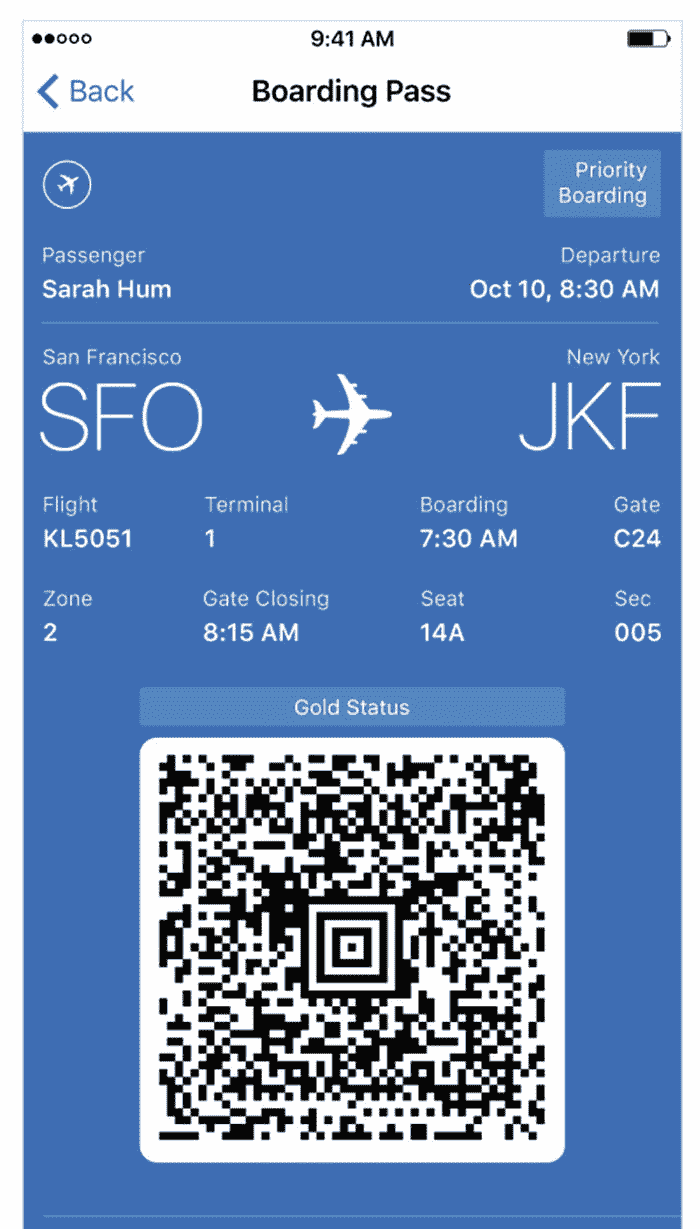 9:41 AM
Back
Boarding Pass
Priority
Boarding
Passenger
Departure
Sarah Hum
Oct 10, 8:30 AM
San Francisco
New York
SFO
JKF
Flight
Terminal
Boarding
Gate
KL5051
1
7:30 AM
C24
Zone
Gate Closing
Seat
Sec
2
8:15 AM
14A
005
Gold Status